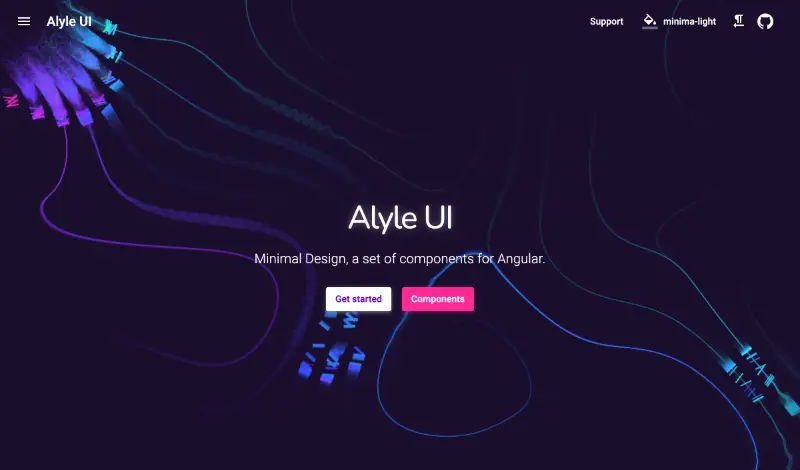 Alyle UI
Support
minima-light
Alyle UI
Minimal Design, a set of components for Angular.
Get started
Components